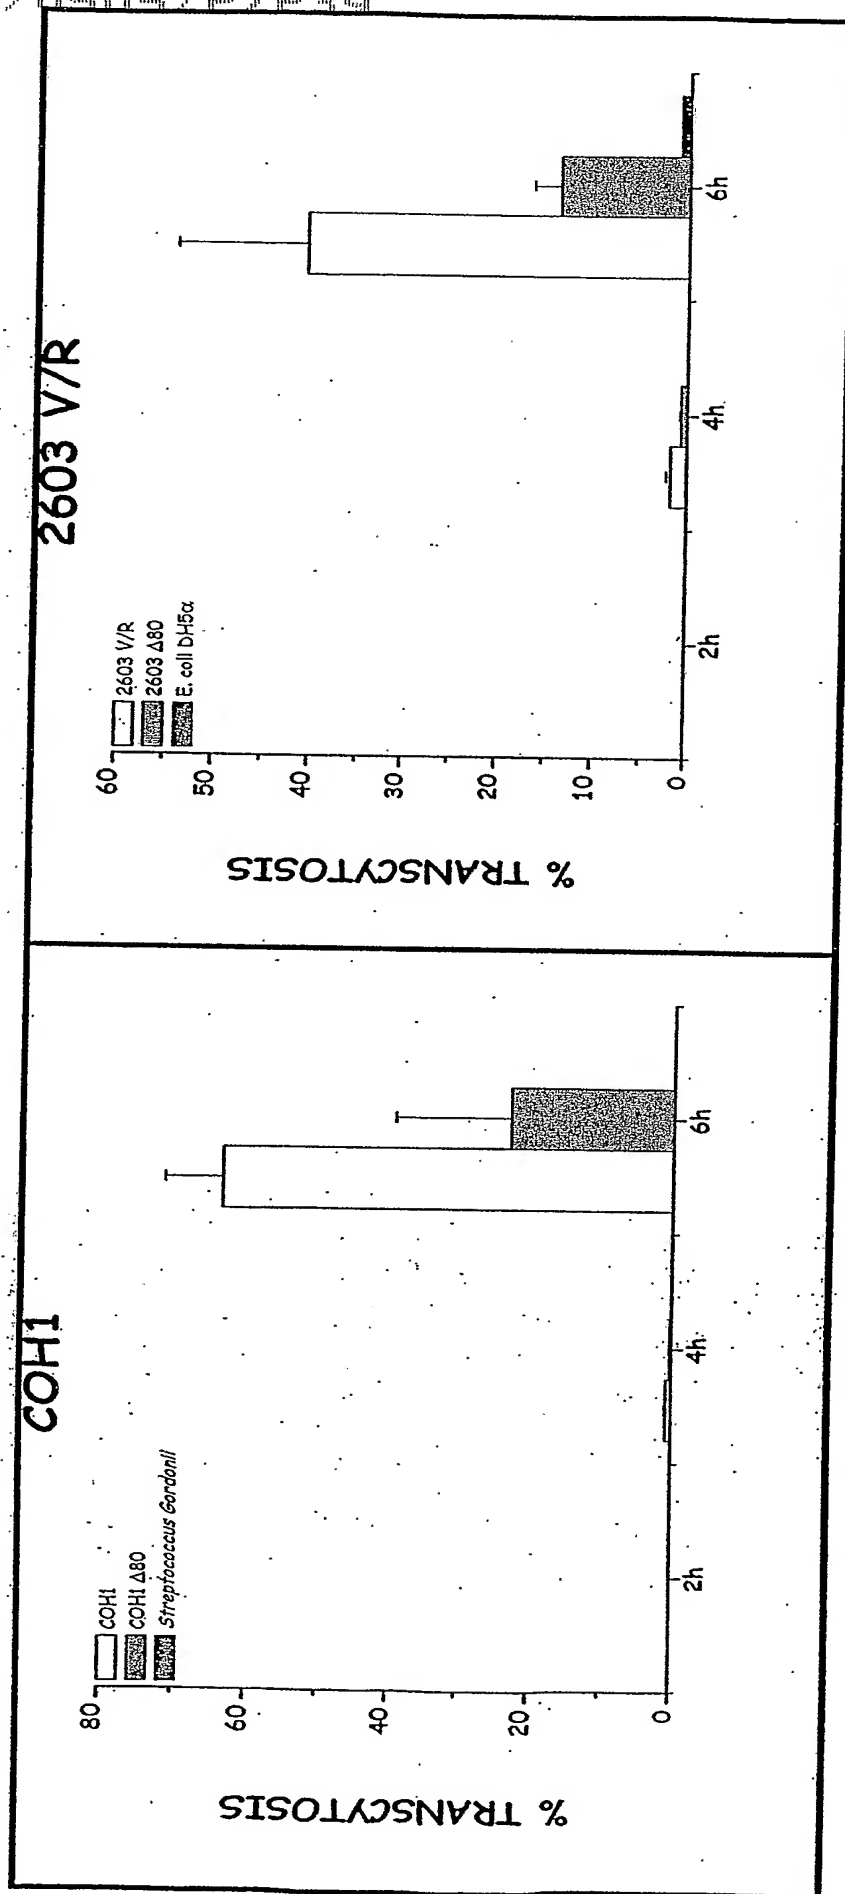 COH1
COH1
COH1 Δ80
Streptococcus Gordonii
% TRANSCYTOSIS
80
60
40
20
0
2h
4h
6h
2603 V/R
2603 V/R
2603 Δ80
E. coli DH5α
% TRANSCYTOSIS
60
50
40
30
20
10
0
2h
4h
6h